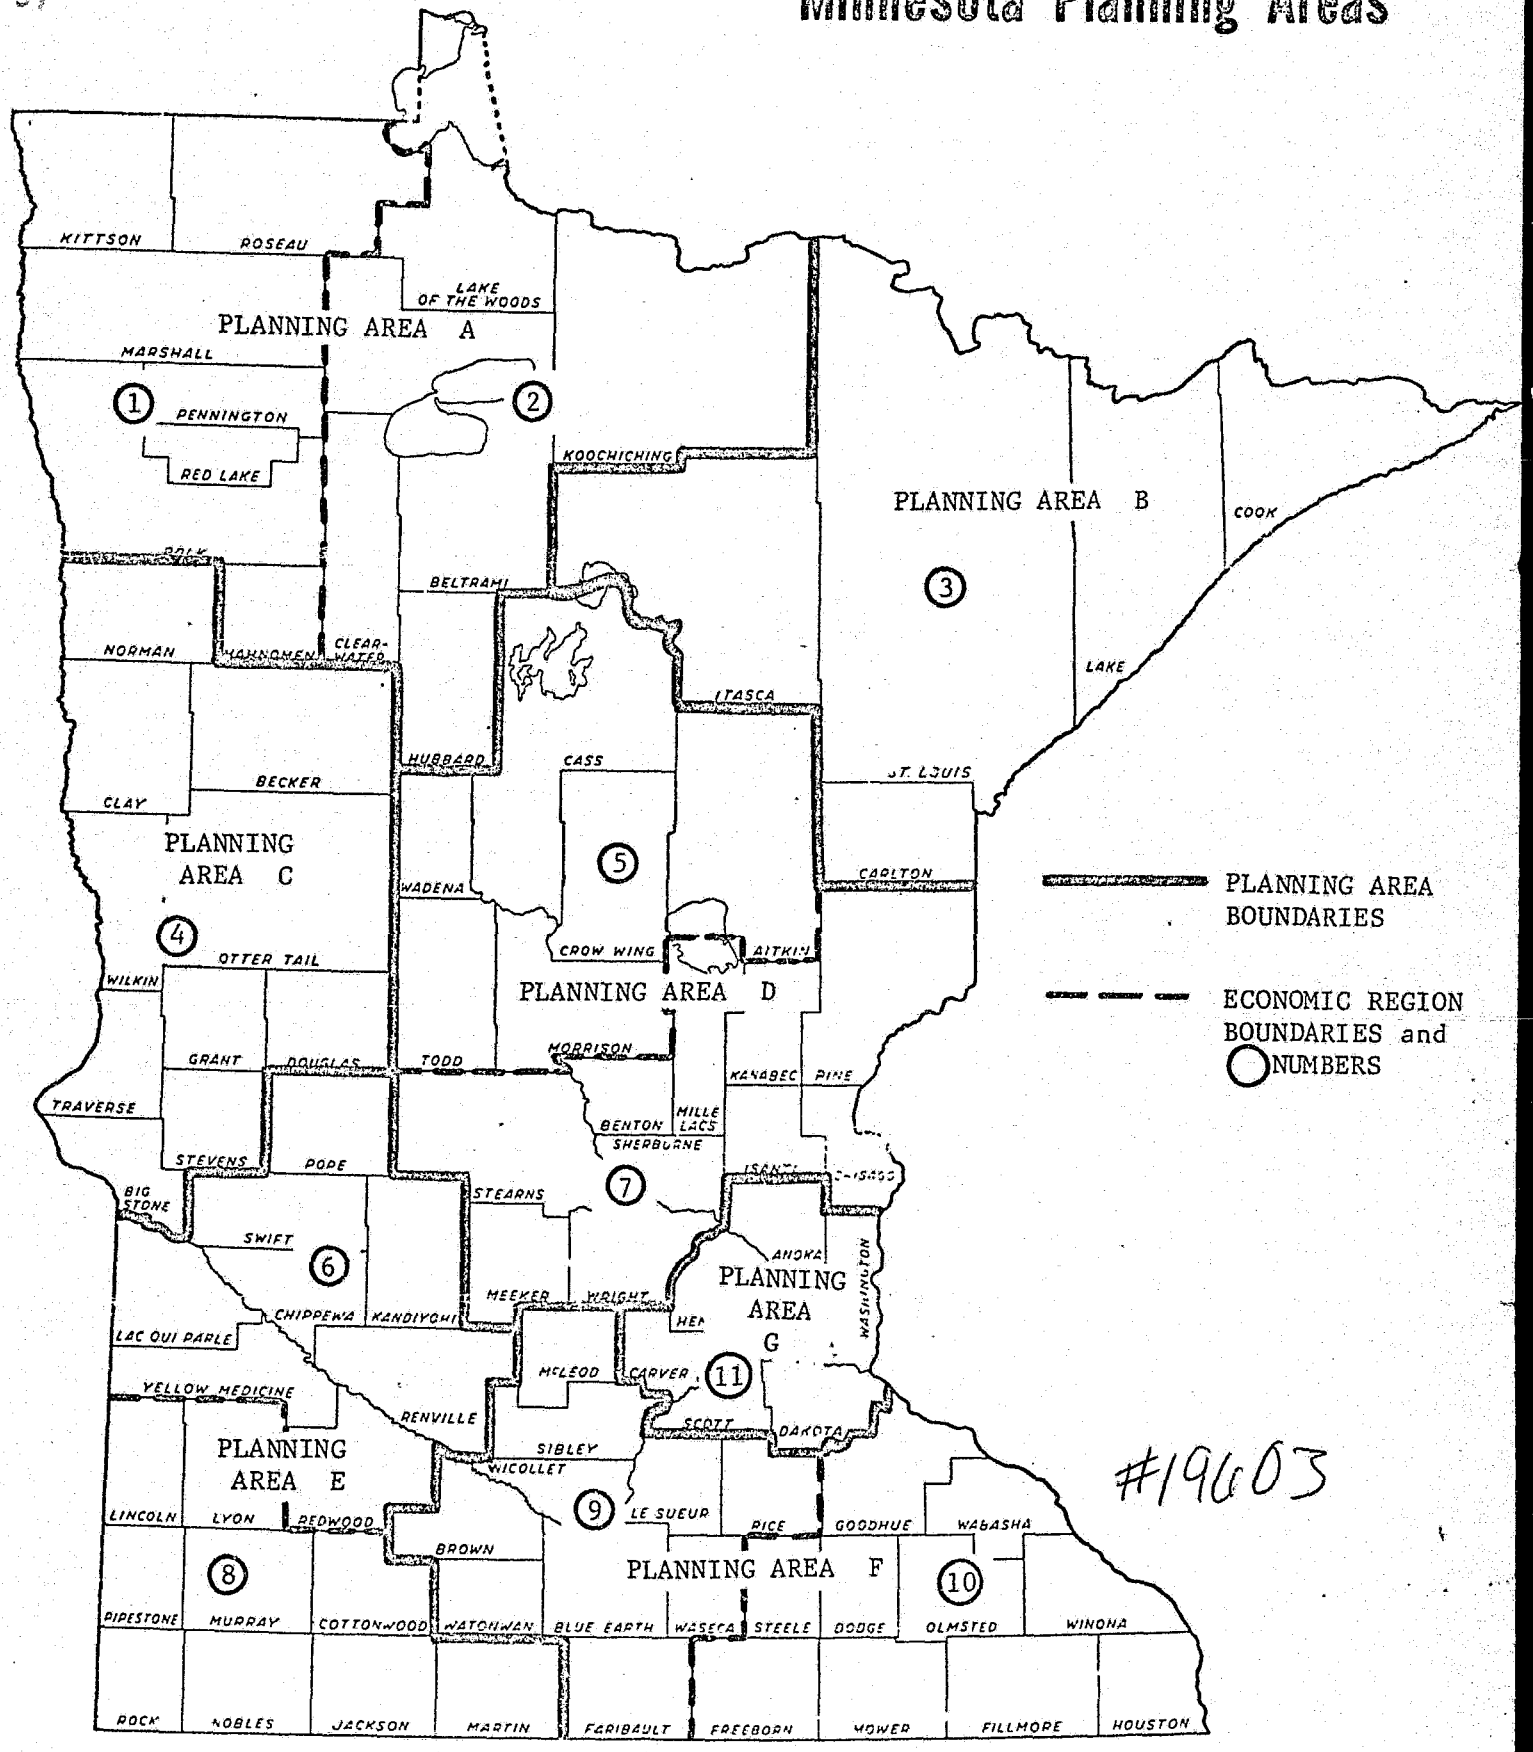 Minnesota Planning Areas
KITTSON
ROSEAU
LAKE
OF THE WOODS
PLANNING AREA A
MARSHALL
1
2
PENNINGTON
RED LAKE
KOOCHICHING
PLANNING AREA B
COOK
POLK
BELTRAMI
3
NORMAN
MAHNOMEN
CLEAR-
WATER
LAKE
ITASCA
HUBBARD
CASS
ST. LOUIS
BECKER
CLAY
PLANNING
AREA C
5
WADENA
CARLTON
PLANNING AREA
BOUNDARIES
4
OTTER TAIL
CROW WING
AITKIN
WILKIN
PLANNING AREA D
ECONOMIC REGION
BOUNDARIES and
NUMBERS
GRANT
DOUGLAS
TODD
MORRISON
KANABEC
PINE
TRAVERSE
BENTON
MILLE
LACS
SHERBURNE
STEVENS
POPE
ISANTI
BIG
STONE
STEARNS
7
SWIFT
6
ANOKA
WASHINGTON
PLANNING
AREA
G
MEEKER
WRIGHT
CHIPPEWA
KANDIYOHI
HEN
LAC QUI PARLE
McLEOD
CARVER
11
YELLOW MEDICINE
RENVILLE
SCOTT
DAKOTA
PLANNING
AREA E
SIBLEY
NICOLLET
#19603
9
LE SUEUR
LINCOLN
LYON
REDWOOD
RICE
GOODHUE
WABASHA
BROWN
PLANNING AREA F
8
10
PIPESTONE
MURRAY
COTTONWOOD
WATONWAN
BLUE EARTH
WASECA
STEELE
DODGE
OLMSTED
WINONA
ROCK
NOBLES
JACKSON
MARTIN
FARIBAULT
FREEBORN
MOWER
FILLMORE
HOUSTON